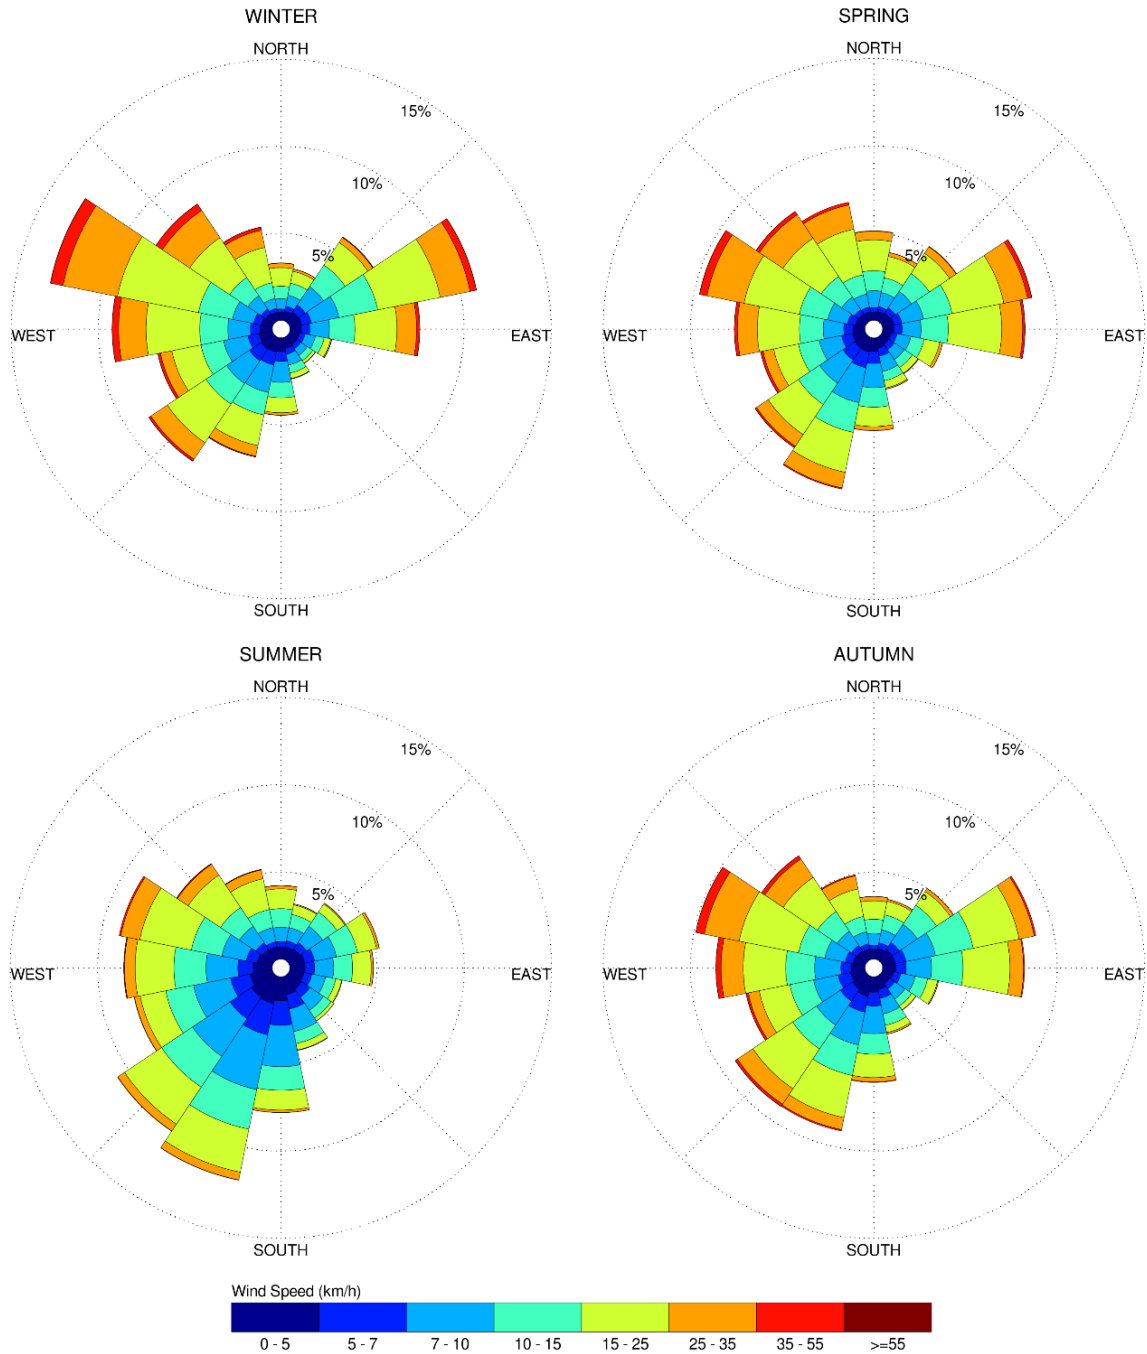 WINTER
NORTH
15%
10%
5%
WEST
EAST
SOUTH
SPRING
NORTH
15%
10%
5%
WEST
EAST
SOUTH
SUMMER
NORTH
15%
10%
5%
WEST
EAST
SOUTH
AUTUMN
NORTH
15%
10%
5%
WEST
EAST
SOUTH
Wind Speed (km/h)
0 - 5 5 - 7 7 - 10 10 - 15 15 - 25 25 - 35 35 - 55 >=55